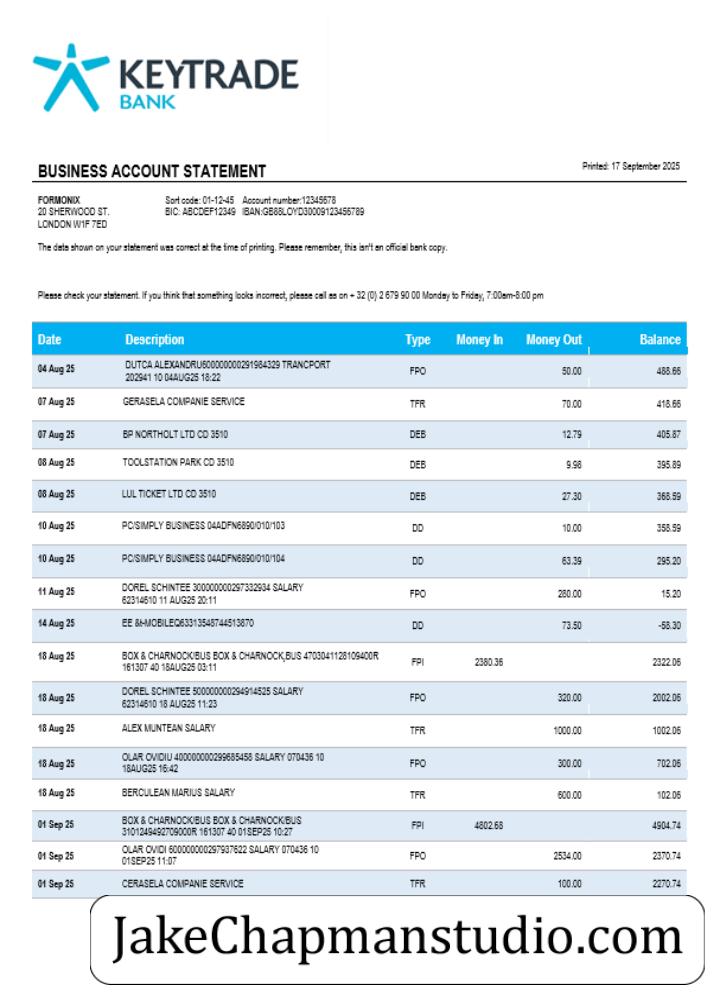 KEYTRADE
BANK
BUSINESS ACCOUNT STATEMENT
Printed: 17 September 2025
FORMONIX Sort code: 01-12-45 Account number:12345678
20 SHERWOOD ST. BIC: ABCDEF12349 IBAN:GB88LOYD30009123456789
LONDON W1F 7ED
The data shown on your statement was correct at the time of printing. Please remember, this isn't an official bank copy.
Please check your statement. If you think that something looks incorrect, please call as on + 32 (0) 2 679 90 00 Monday to Friday, 7:00am-8:00 pm
Date Description Type Money In Money Out Balance
04 Aug 25 DUTCA ALEXANDRU600000000291984329 TRANCPORT FPO 50.00 488.66
202941 10 04AUG25 18:22
07 Aug 25 GERASELA COMPANIE SERVICE TFR 70.00 418.66
07 Aug 25 BP NORTHOLT LTD CD 3510 DEB 12.79 405.87
08 Aug 25 TOOLSTATION PARK CD 3510 DEB 9.98 395.89
08 Aug 25 LUL TICKET LTD CD 3510 DEB 27.30 368.59
10 Aug 25 PC/SIMPLY BUSINESS 04ADFN6890/010/103 DD 10.00 358.59
10 Aug 25 PC/SIMPLY BUSINESS 04ADFN6890/010/104 DD 63.39 295.20
11 Aug 25 DOREL SCHINTEE 300000000297332934 SALARY FPO 280.00 15.20
62314610 11 AUG25 20:11
14 Aug 25 EE &t-MOBILEQ63313548744513870 DD 73.50 -58.30
18 Aug 25 BOX & CHARNOCK/BUS BOX & CHARNOCK,BUS 4703041128109400R FPI 2380.36 2322.06
161307 40 18AUG25 03:11
18 Aug 25 DOREL SCHINTEE 500000000294914525 SALARY FPO 320.00 2002.06
62314610 18 AUG25 11:23
18 Aug 25 ALEX MUNTEAN SALARY TFR 1000.00 1002.06
18 Aug 25 OLAR OVIDIU 400000000299685458 SALARY 070436 10 FPO 300.00 702.06
18AUG25 16:42
18 Aug 25 BERCULEAN MARIUS SALARY TFR 600.00 102.06
01 Sep 25 BOX & CHARNOCK/BUS BOX & CHARNOCK/BUS FPI 4802.68 4904.74
3101249492709000R 161307 40 01SEP25 10:27
01 Sep 25 OLAR OVIDI 600000000297937622 SALARY 070436 10 FPO 2534.00 2370.74
01SEP25 11:07
01 Sep 25 CERASELA COMPANIE SERVICE TFR 100.00 2270.74
JakeChapmanstudio.com